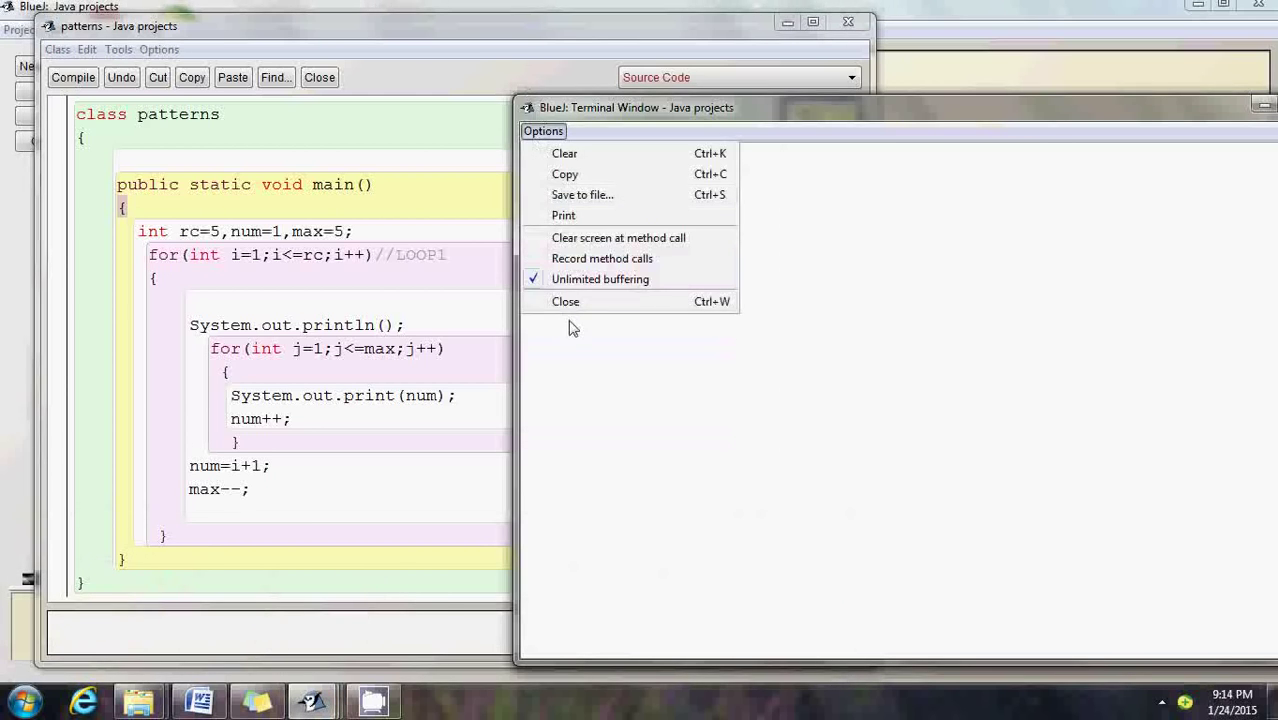 BlueJ: Java projects
patterns - Java projects
Class Edit Tools Options
Compile Undo Cut Copy Paste Find... Close Source Code
class patterns
{
public static void main()
{
int rc=5,num=1,max=5;
for(int i=1;i<=rc;i++)//LOOP1
{
System.out.println();
for(int j=1;j<=max;j++)
{
System.out.print(num);
num++;
}
num=i+1;
max--;
}
}
}
BlueJ: Terminal Window - Java projects
Options
Clear Ctrl+K
Copy Ctrl+C
Save to file... Ctrl+S
Print
Clear screen at method call
Record method calls
Unlimited buffering
Close Ctrl+W
9:14 PM
1/24/2015